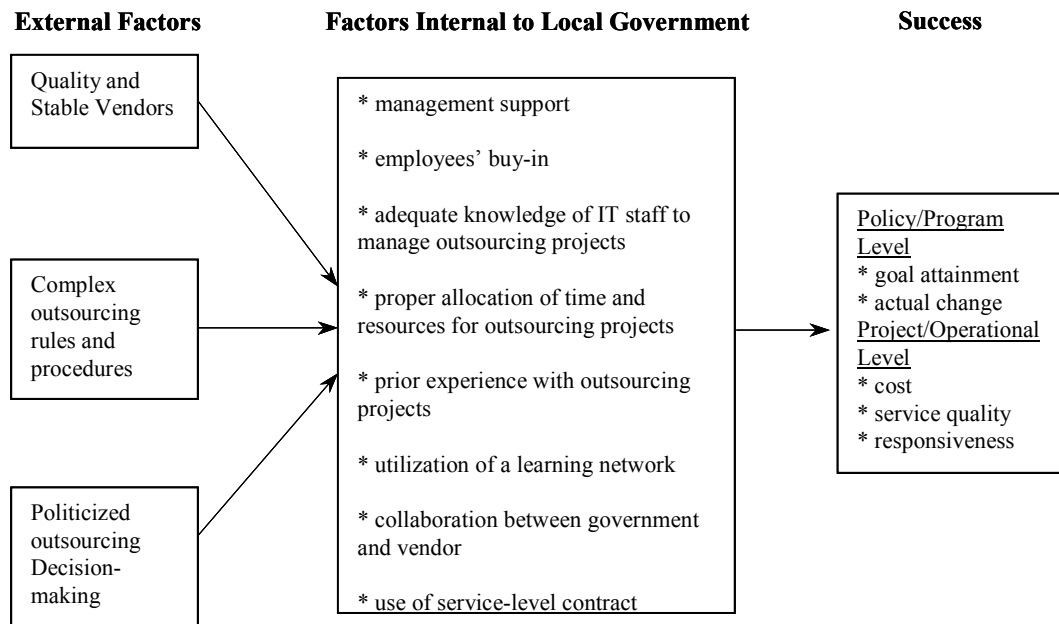 External Factors
Factors Internal to Local Government
Success
Quality and
Stable Vendors
Complex
outsourcing
rules and
procedures
Politicized
outsourcing
Decision-
making
* management support
* employees’ buy-in
* adequate knowledge of IT staff to
manage outsourcing projects
* proper allocation of time and
resources for outsourcing projects
* prior experience with outsourcing
projects
* utilization of a learning network
* collaboration between government
and vendor
* use of service-level contract
Policy/Program
Level
* goal attainment
* actual change
Project/Operational
Level
* cost
* service quality
* responsiveness